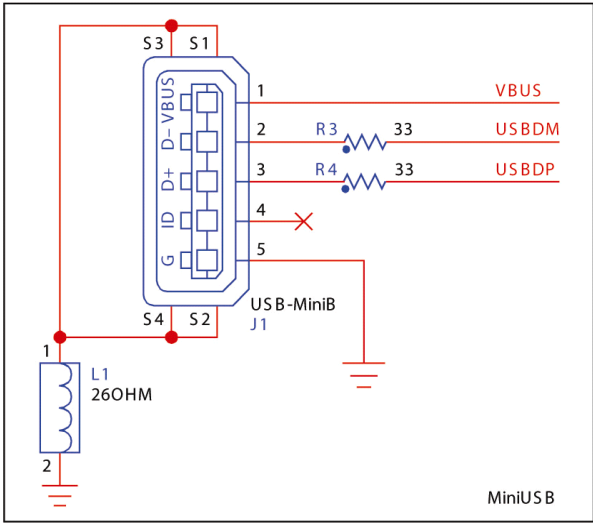 S3 S1
VBUS
D-
D+
ID
G
1 VBUS
2 R3 33 USBDM
3 R4 33 USBDP
4
5
S4 S2
USB-MiniB
J1
1
L1
26OHM
2
MiniUSB